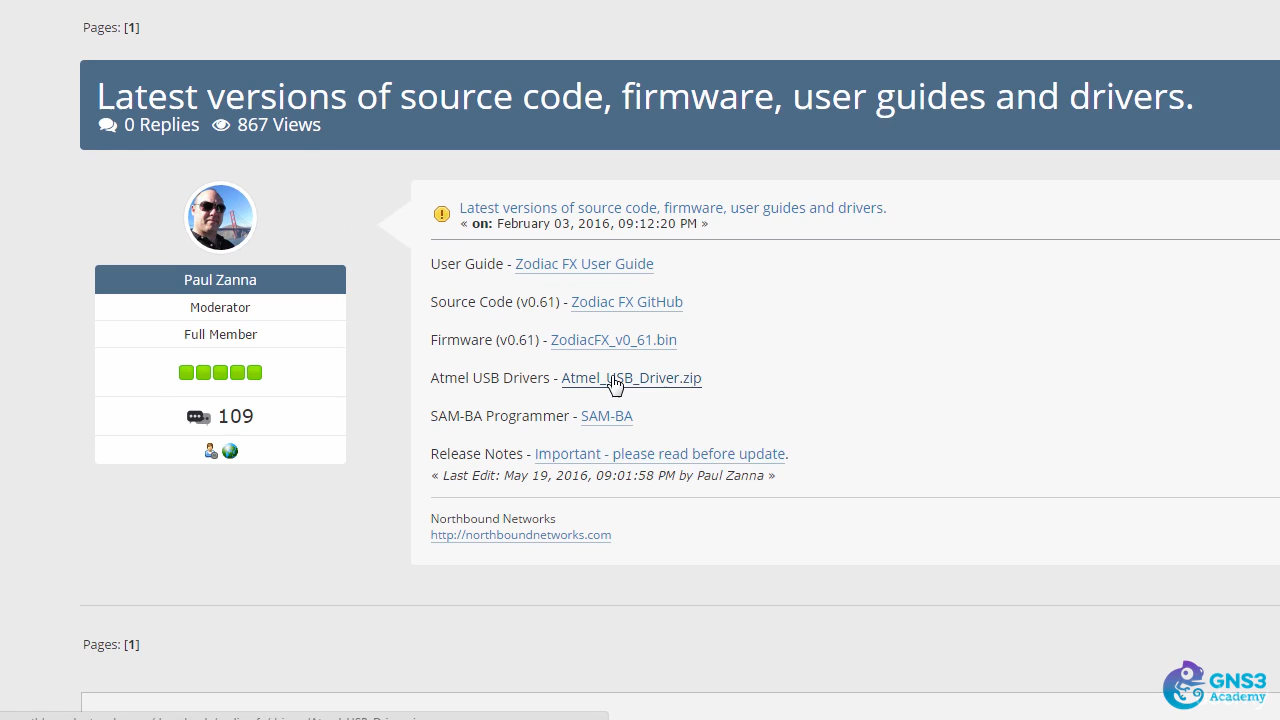 Pages: [1]
Latest versions of source code, firmware, user guides and drivers.
0 Replies 867 Views
Latest versions of source code, firmware, user guides and drivers.
« on: February 03, 2016, 09:12:20 PM »
Paul Zanna
Moderator
Full Member
109
User Guide - Zodiac FX User Guide
Source Code (v0.61) - Zodiac FX GitHub
Firmware (v0.61) - ZodiacFX_v0_61.bin
Atmel USB Drivers - Atmel_USB_Driver.zip
SAM-BA Programmer - SAM-BA
Release Notes - Important - please read before update.
« Last Edit: May 19, 2016, 09:01:58 PM by Paul Zanna »
Northbound Networks
http://northboundnetworks.com
Pages: [1]
GNS3
Academy